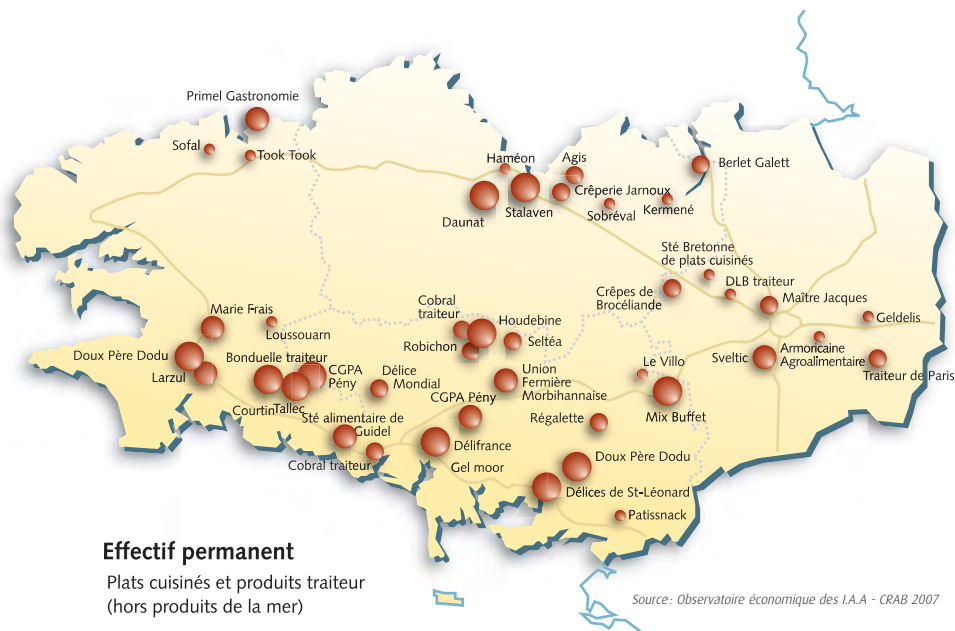 Primel Gastronomie
Sofal
Took Took
Haméon
Agis
Berlet Galett
Crêperie Jarnoux
Daunat
Stalaven
Sobréval
Kermené
Sté Bretonne
de plats cuisinés
DLB traiteur
Crêpes de
Brocéliande
Maître Jacques
Geldelis
Cobral
traiteur
Houdebine
Marie Frais
Loussouarn
Robichon
Seltéa
Doux Père Dodu
Bonduelle traiteur
Larzul
CGPA
Pény
Délice
Mondial
Union
Fermière
Morbihannaise
Le Villo
Sveltic
Armoricaine
Agroalimentaire
Traiteur de Paris
Courtin
Tallec
CGPA Pény
Mix Buffet
Sté alimentaire de
Guidel
Régalette
Cobral traiteur
Délifrance
Gel moor
Doux Père Dodu
Délices de St-Léonard
Patissnack
Effectif permanent
Plats cuisinés et produits traiteur
(hors produits de la mer)
Source : Observatoire économique des I.A.A - CRAB 2007